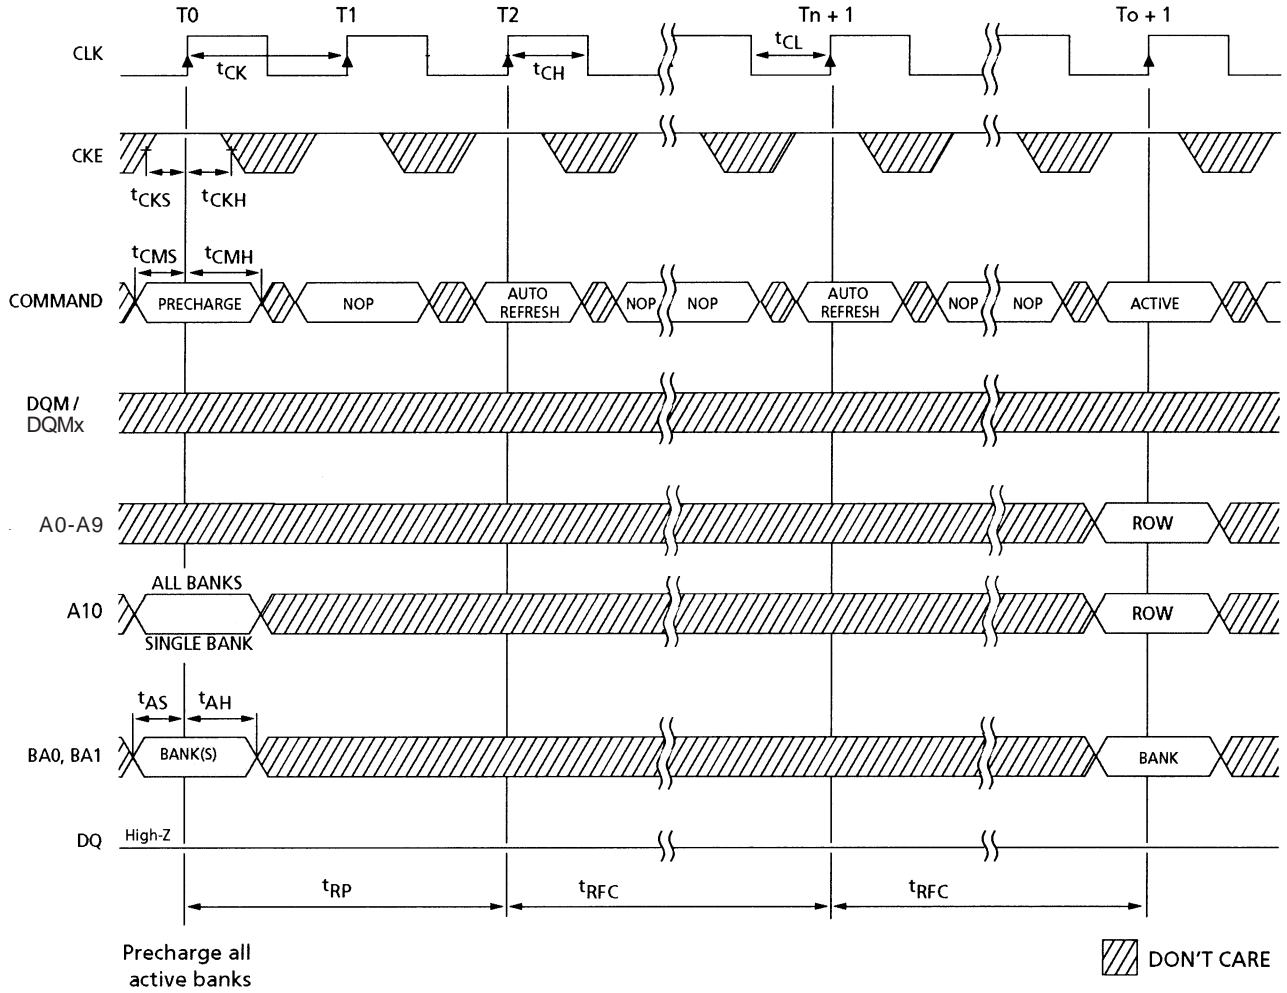 T0 T1 T2 Tn + 1 To + 1
CLK
tCK tCH tCL
CKE
tCKS tCKH
tCMS tCMH
COMMAND PRECHARGE NOP AUTO REFRESH NOP NOP AUTO REFRESH NOP NOP ACTIVE
DQM /
DQMx
A0-A9 ROW
ALL BANKS
A10 ROW
SINGLE BANK
tAS tAH
BA0, BA1 BANK(S) BANK
DQ High-Z
tRP tRFC tRFC
Precharge all
active banks
DON'T CARE